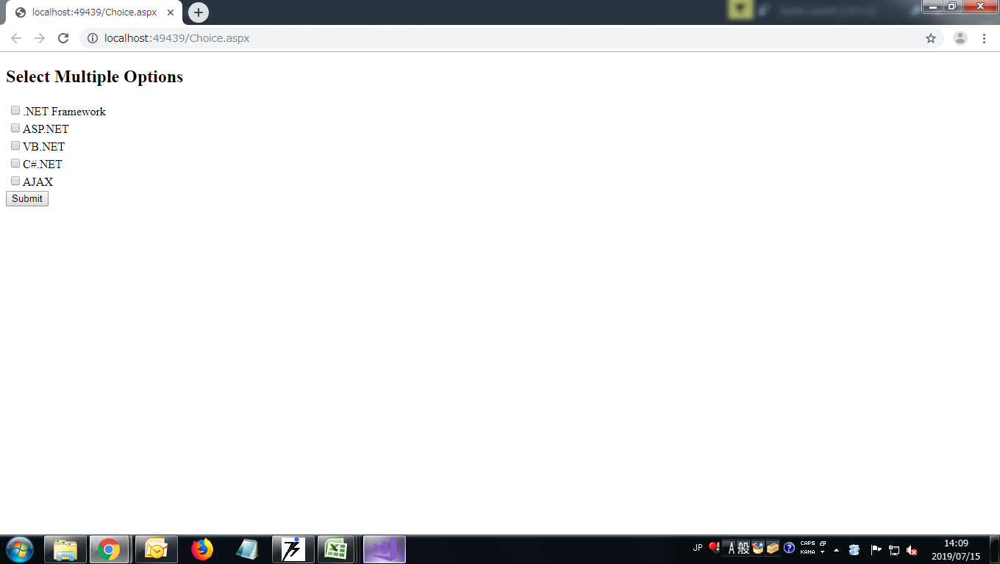 localhost:49439/Choice.aspx
localhost:49439/Choice.aspx
Select Multiple Options
.NET Framework
ASP.NET
VB.NET
C#.NET
AJAX
Submit
JP
A 般
CAPS
KANA
14:09
2019/07/15